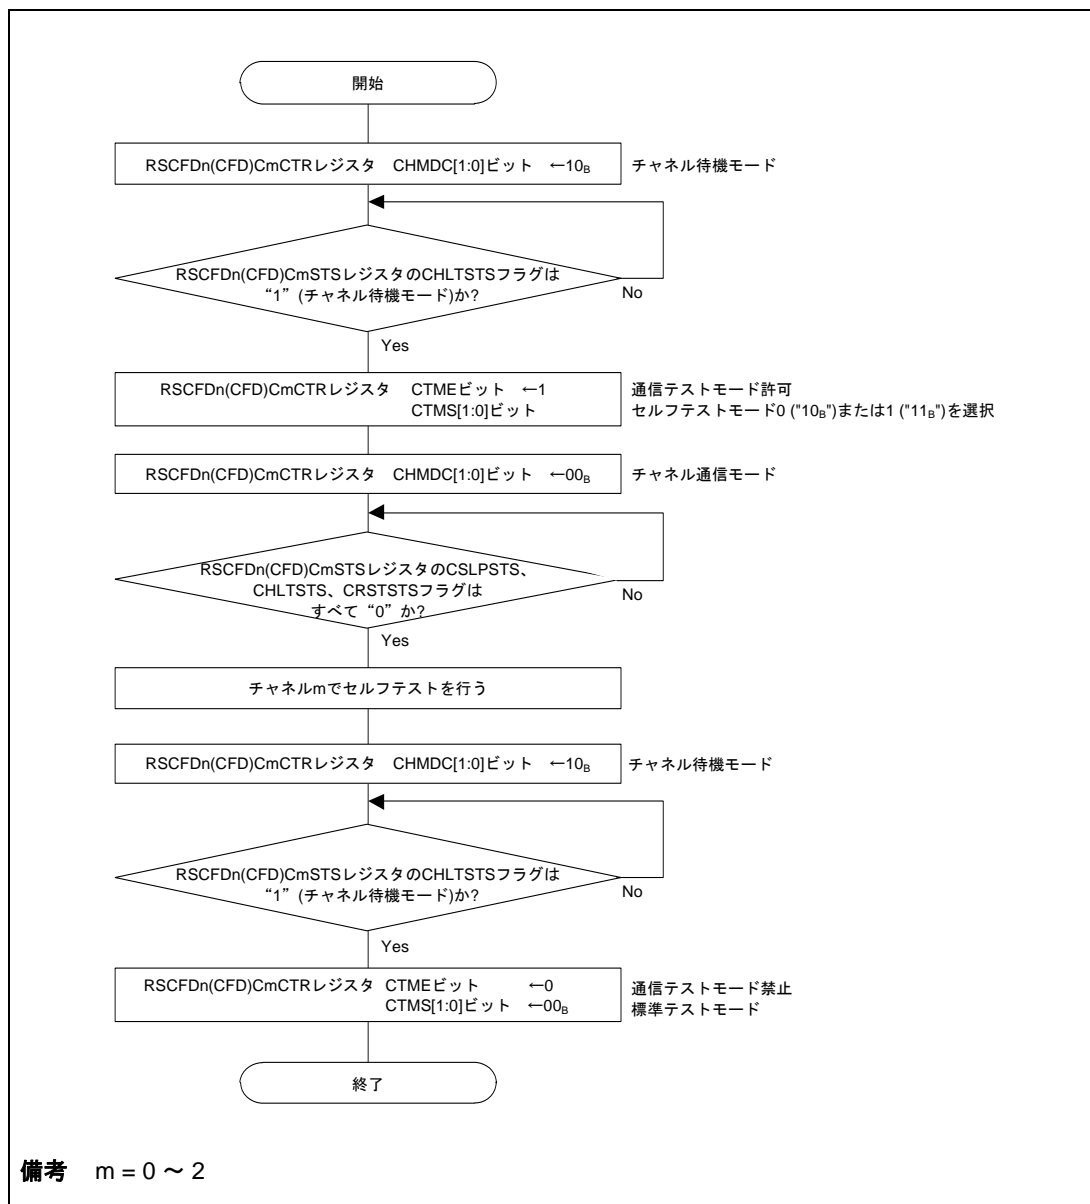 開始
RSCFDn(CFD)CmCTRレジスタ CHMDC[1:0]ビット ←10B チャネル待機モード
RSCFDn(CFD)CmSTSレジスタのCHLTSTSフラグは
“1” (チャネル待機モード)か?
No
Yes
RSCFDn(CFD)CmCTRレジスタ CTMEビット ←1 通信テストモード許可
CTMS[1:0]ビット セルフテストモード0 ("10B")または1 ("11B")を選択
RSCFDn(CFD)CmCTRレジスタ CHMDC[1:0]ビット ←00B チャネル通信モード
RSCFDn(CFD)CmSTSレジスタのCSLPSTS、
CHLTSTS、CRSTSTSフラグは
すべて“0”か?
No
Yes
チャネルmでセルフテストを行う
RSCFDn(CFD)CmCTRレジスタ CHMDC[1:0]ビット ←10B チャネル待機モード
RSCFDn(CFD)CmSTSレジスタのCHLTSTSフラグは
“1” (チャネル待機モード)か?
No
Yes
RSCFDn(CFD)CmCTRレジスタ CTMEビット ←0 通信テストモード禁止
CTMS[1:0]ビット ←00B 標準テストモード
終了
備考 m = 0 ~ 2